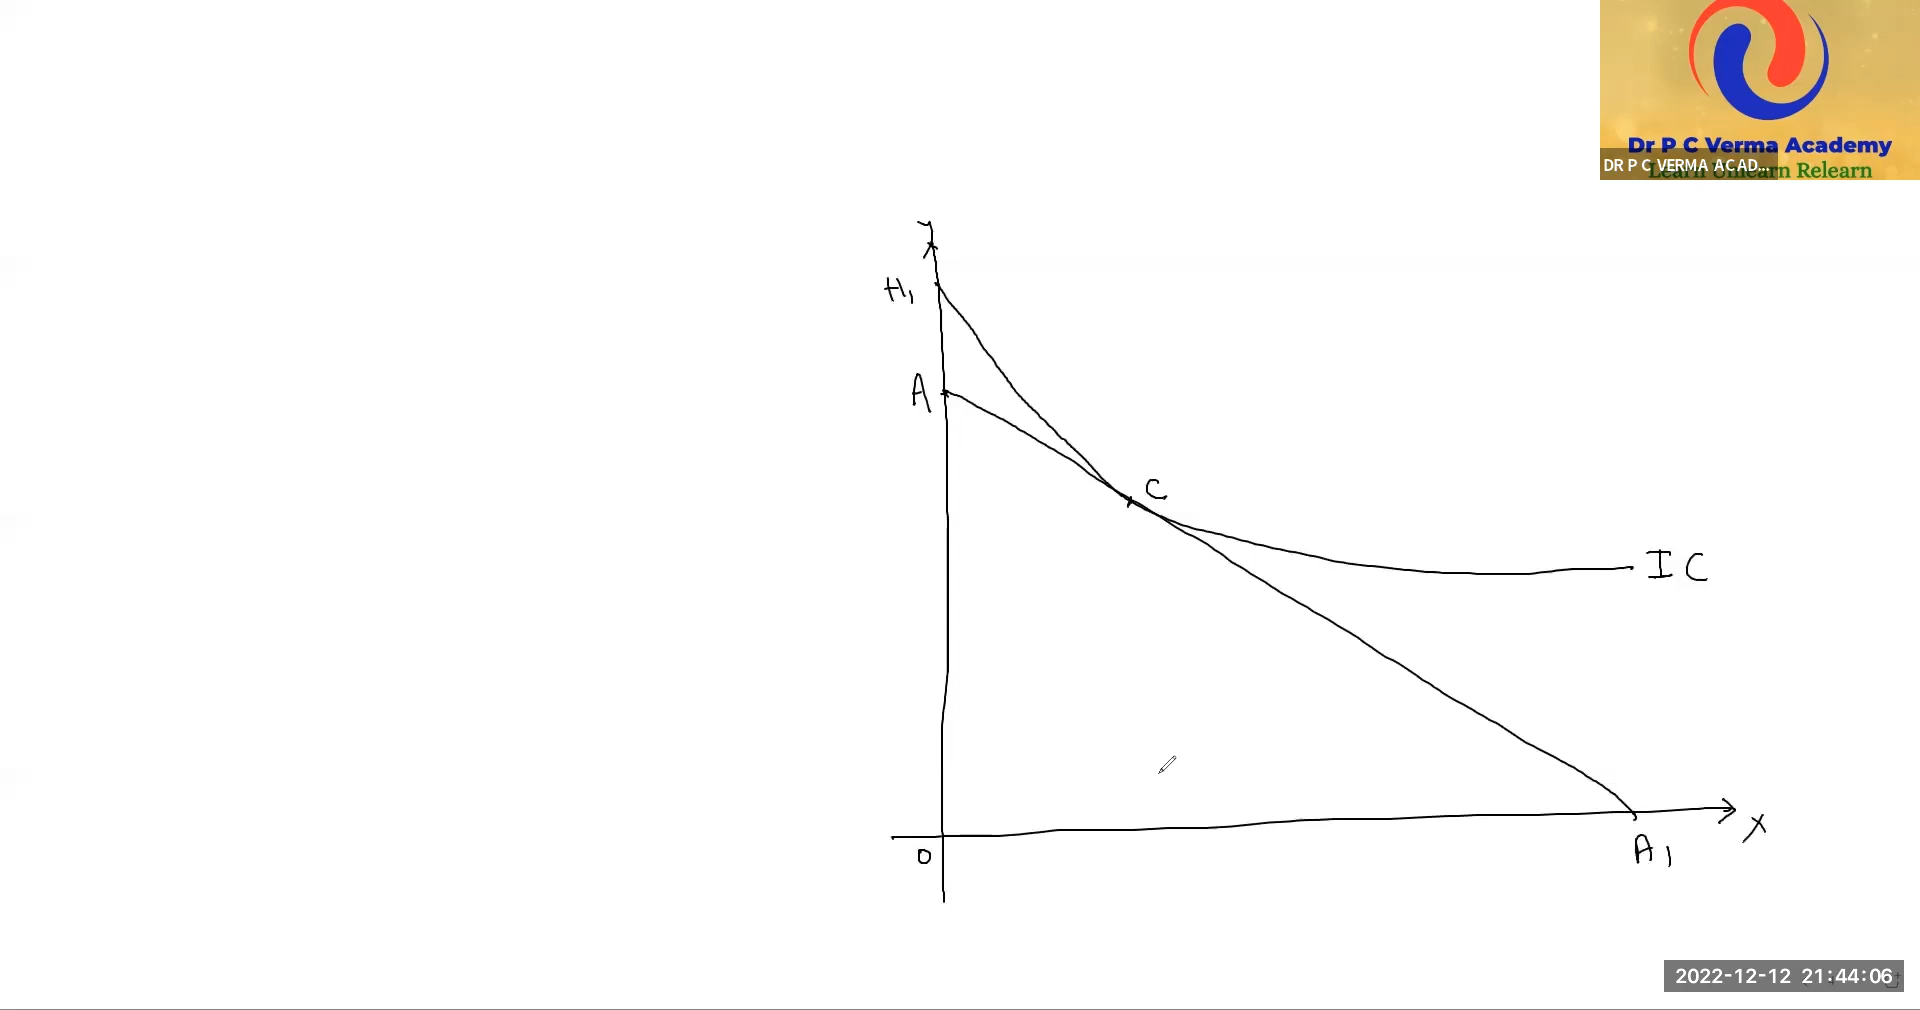 Dr P C Verma Academy
DR P C VERMA ACAD...
Relearn
y
H1
A
C
IC
O
X
A1
2022-12-12 21:44:06